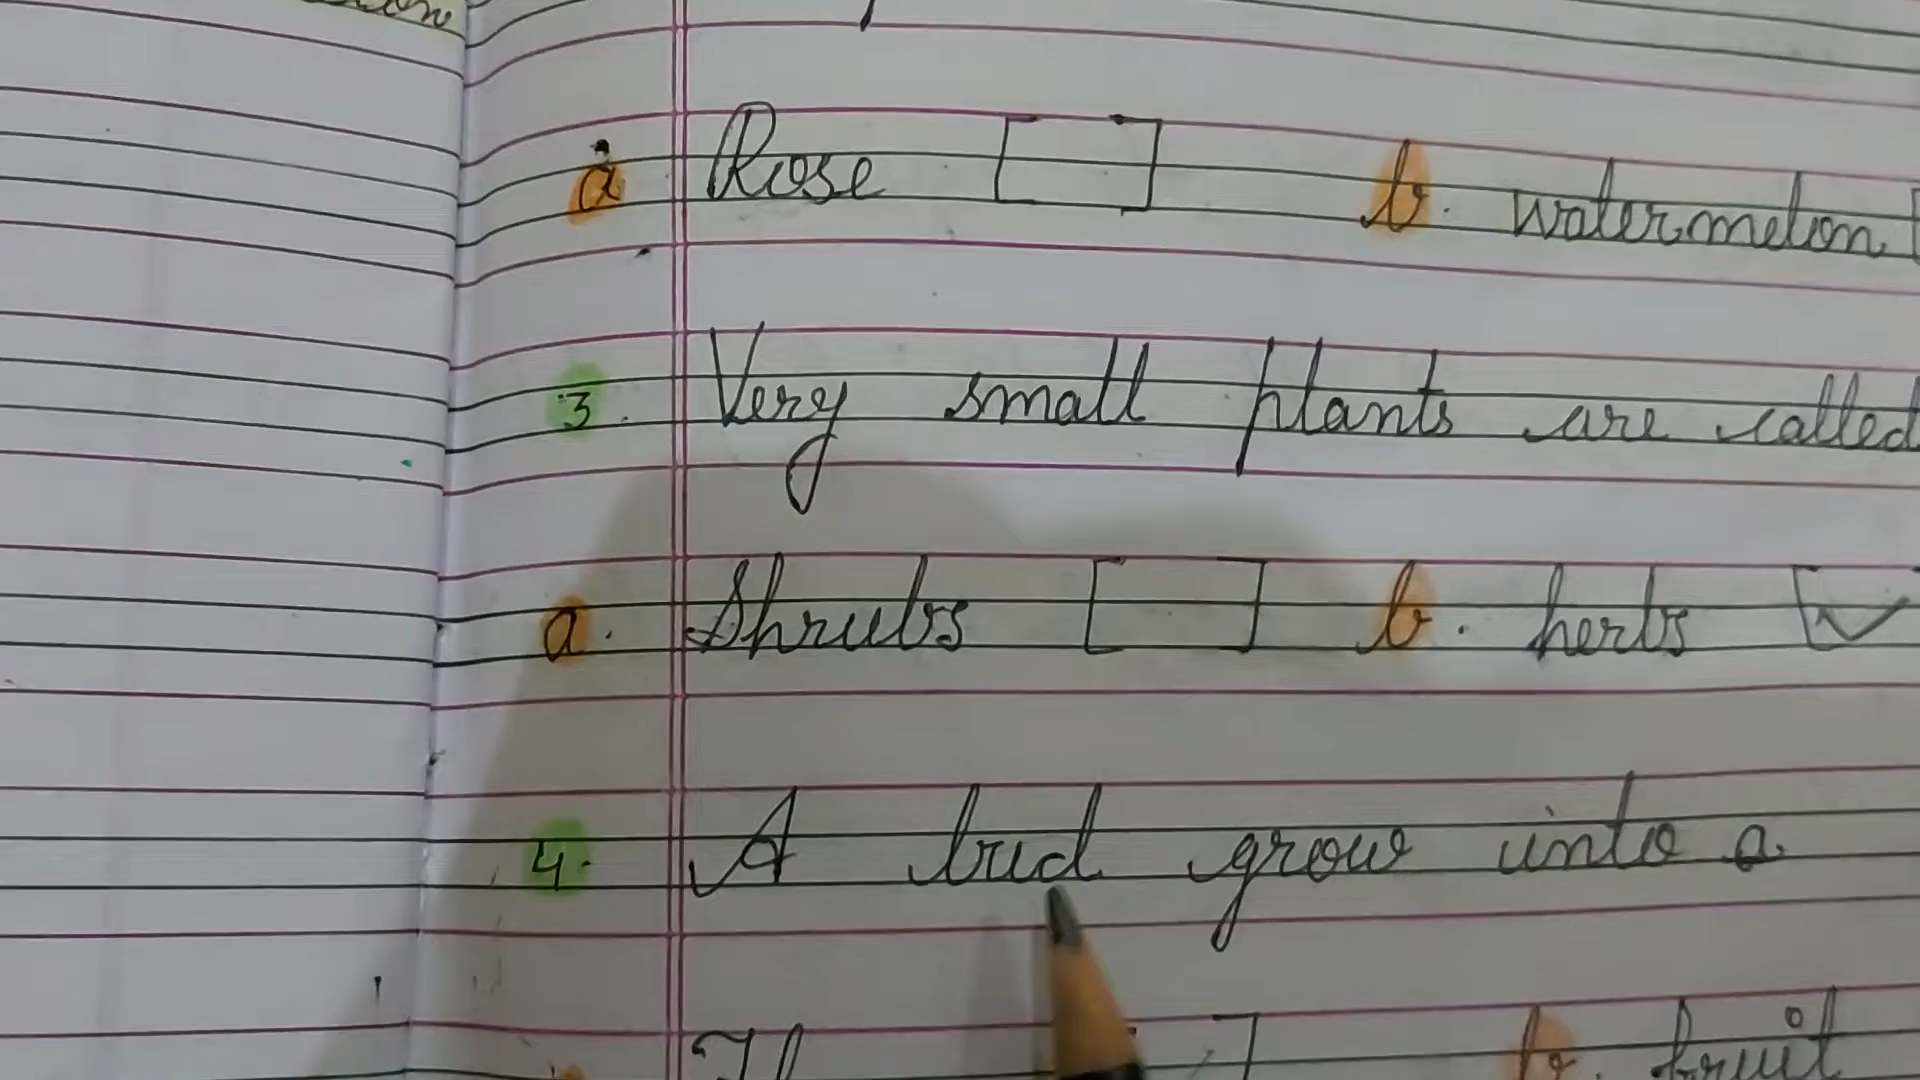 a. Rose b. watermelon
3. Very small plants are called
a. Shrubs b. herbs
4. A bud grow into a
b. fruit